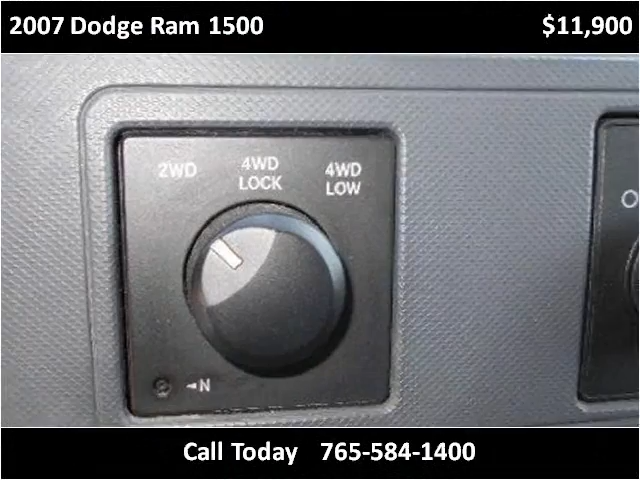 2007 Dodge Ram 1500 $11,900
2WD 4WD LOCK 4WD LOW
N
O
Call Today 765-584-1400